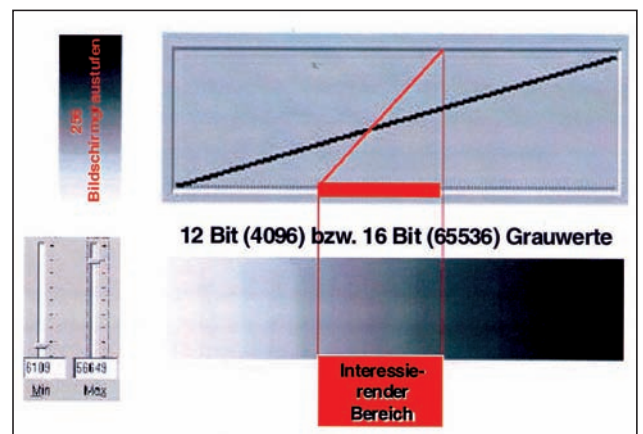 256
Bildschirmgraustufen
12 Bit (4096) bzw. 16 Bit (65536) Grauwerte
6109
56649
Min
Max
Interessie-
render
Bereich